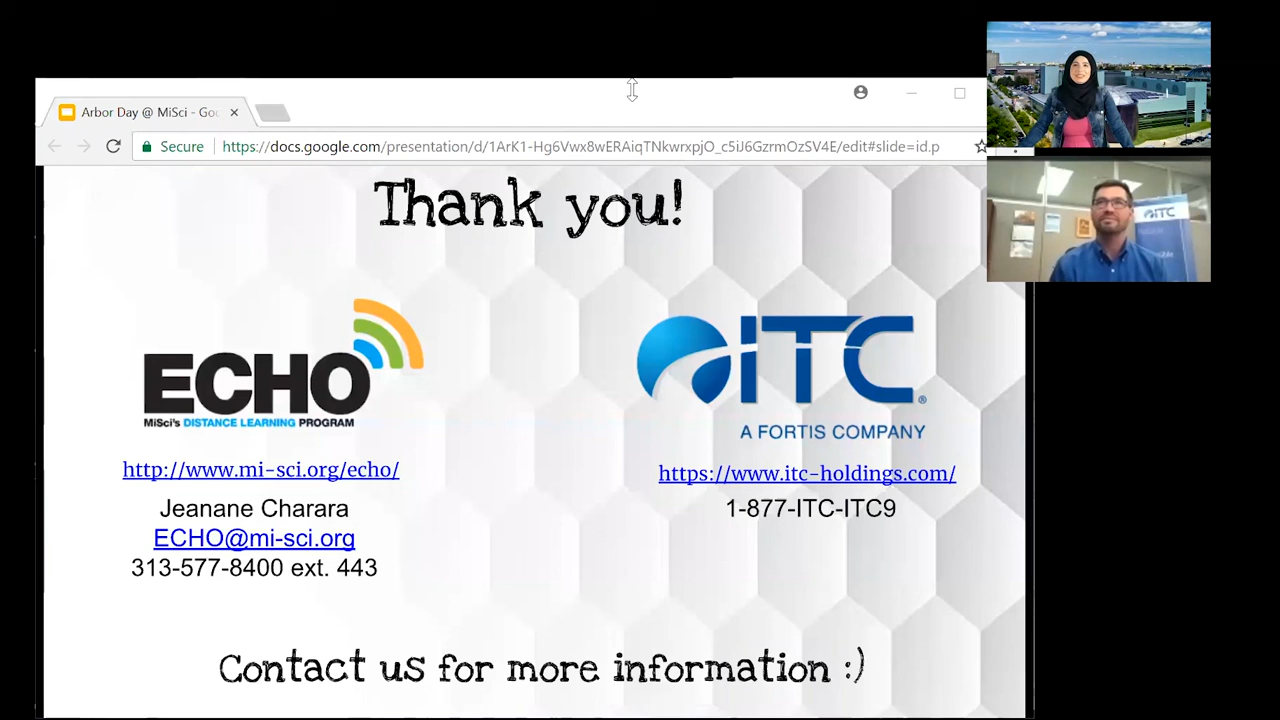 Arbor Day @ MiSci - Goo
Secure
https://docs.google.com/presentation/d/1ArK1-Hg6Vwx8wERAiqTNkwrxpjO_c5iJ6GzrmOzSV4E/edit#slide=id.p
ITC
Thank you!
ECHO
MiSci's DISTANCE LEARNING PROGRAM
http://www.mi-sci.org/echo/
Jeanane Charara
ECHO@mi-sci.org
313-577-8400 ext. 443
ITC®
A FORTIS COMPANY
https://www.itc-holdings.com/
1-877-ITC-ITC9
Contact us for more information :)